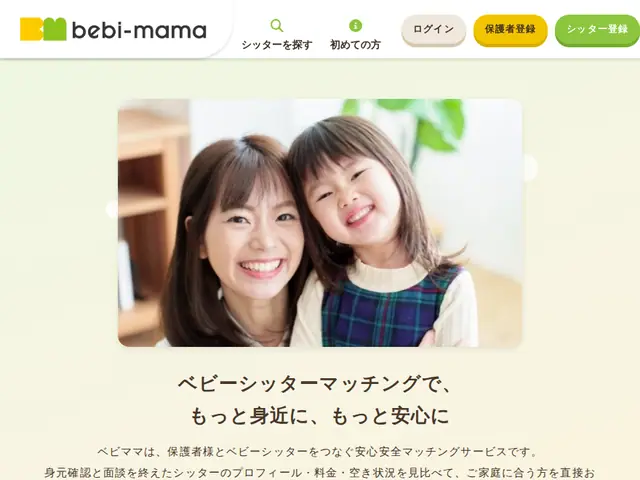 bebi-mama
シッターを探す
初めての方
ログイン
保護者登録
シッター登録
ベビーシッターマッチングで、
もっと身近に、もっと安心に
ベビママは、保護者様とベビーシッターをつなぐ安心安全マッチングサービスです。
身元確認と面談を終えたシッターのプロフィール・料金・空き状況を見比べて、ご家庭に合う方を直接お